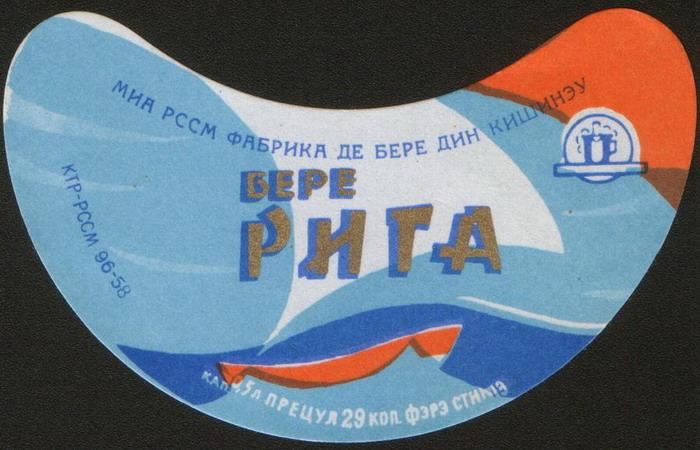 МИА РССМ ФАБРИКА ДЕ БЕРЕ ДИН КИШИНЭУ
БЕРЕ
РИГА
КТР-РССМ 96-58
КАП. 0,5 л ПРЕЦУЛ 29 КОП. ФЭРЭ СТИКЛЭ